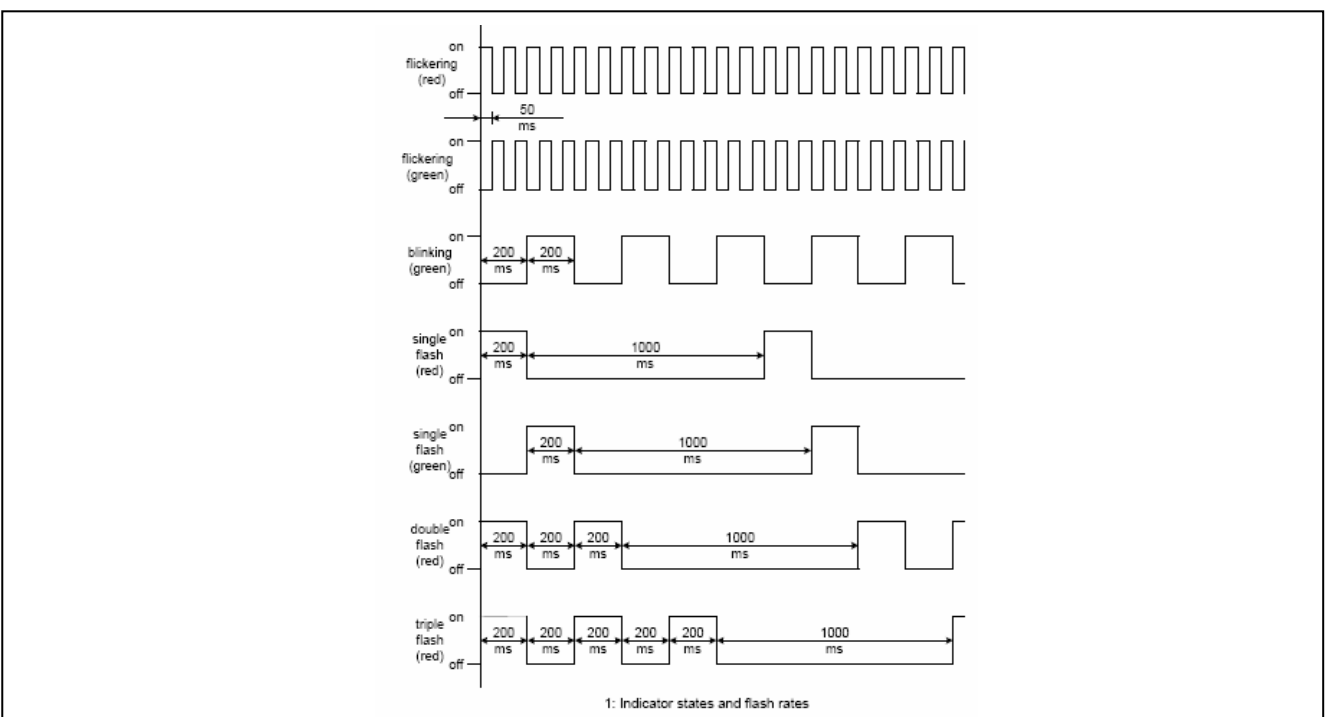 on
flickering
(red)
off
50
ms
on
flickering
(green)
off
on
blinking
(green)
off
200
ms
200
ms
on
single
flash
(red)
off
200
ms
1000
ms
on
single
flash
(green)
off
200
ms
1000
ms
on
double
flash
(red)
off
200
ms
200
ms
200
ms
1000
ms
on
triple
flash
(red)
off
200
ms
200
ms
200
ms
200
ms
200
ms
1000
ms
1: Indicator states and flash rates